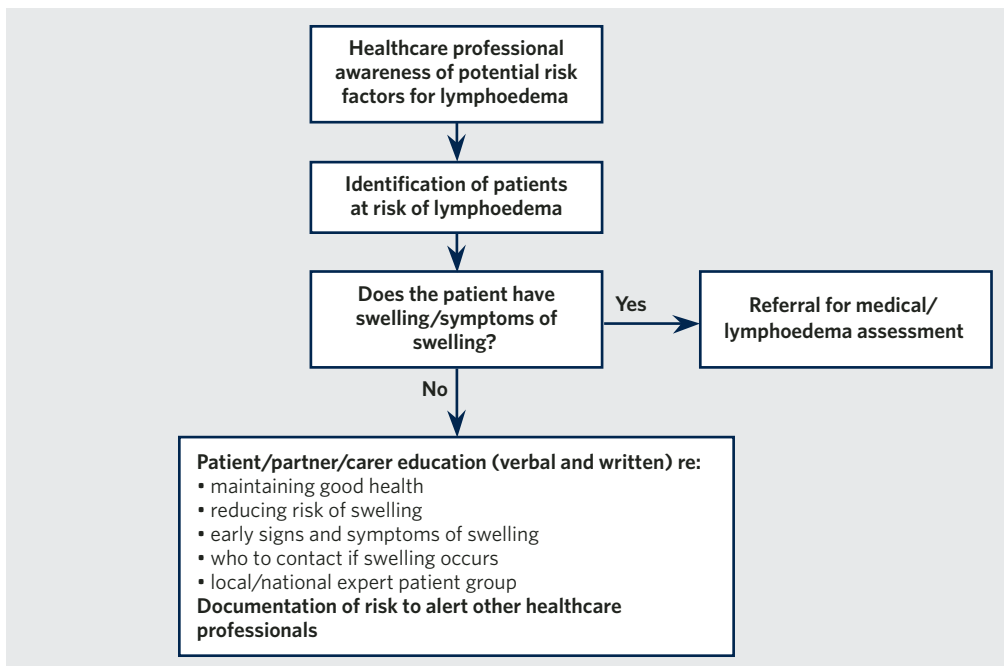 Healthcare professional
awareness of potential risk
factors for lymphoedema
Identification of patients
at risk of lymphoedema
Does the patient have
swelling/symptoms of
swelling?
Yes
Referral for medical/
lymphoedema assessment
No
Patient/partner/carer education (verbal and written) re:
• maintaining good health
• reducing risk of swelling
• early signs and symptoms of swelling
• who to contact if swelling occurs
• local/national expert patient group
Documentation of risk to alert other healthcare
professionals